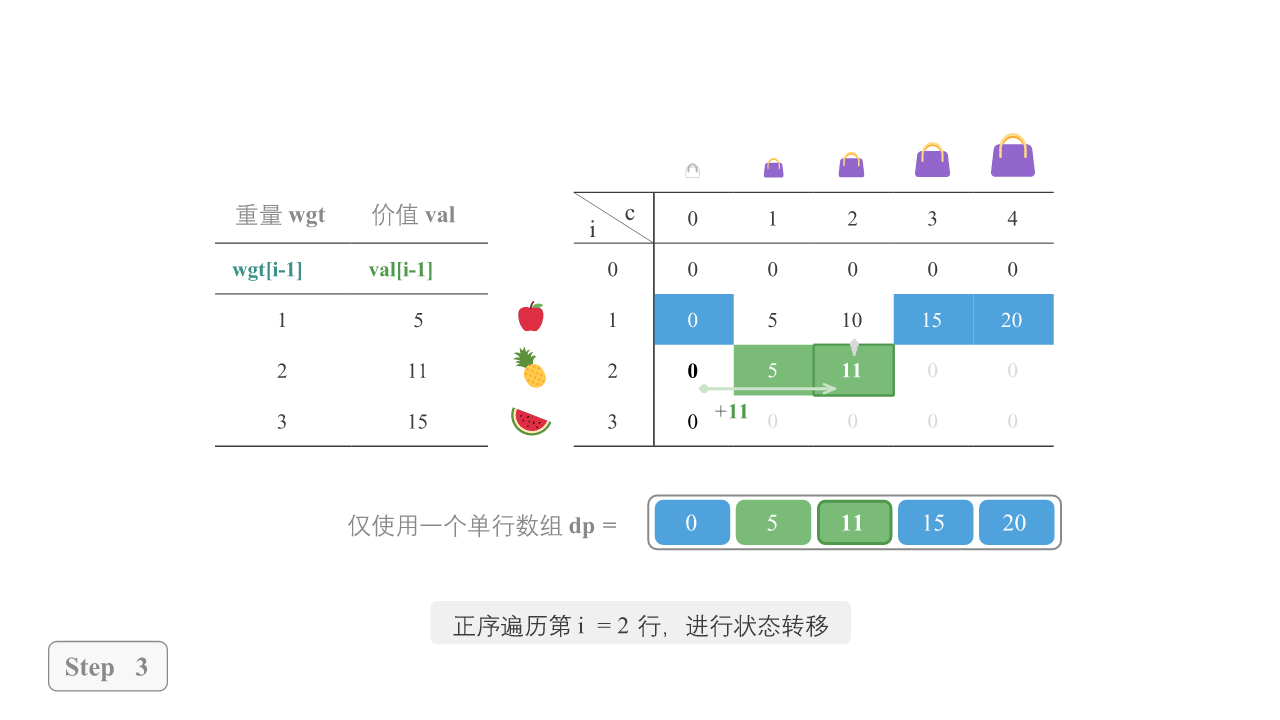 重量 wgt 价值 val
wgt[i-1] val[i-1]
1 5
2 11
3 15
i c 0 1 2 3 4
0 0 0 0 0 0
1 0 5 10 15 20
2 0 5 11 0 0
+11
3 0 0 0 0 0
仅使用一个单行数组 dp = 0 5 11 15 20
正序遍历第 i = 2 行，进行状态转移
Step 3